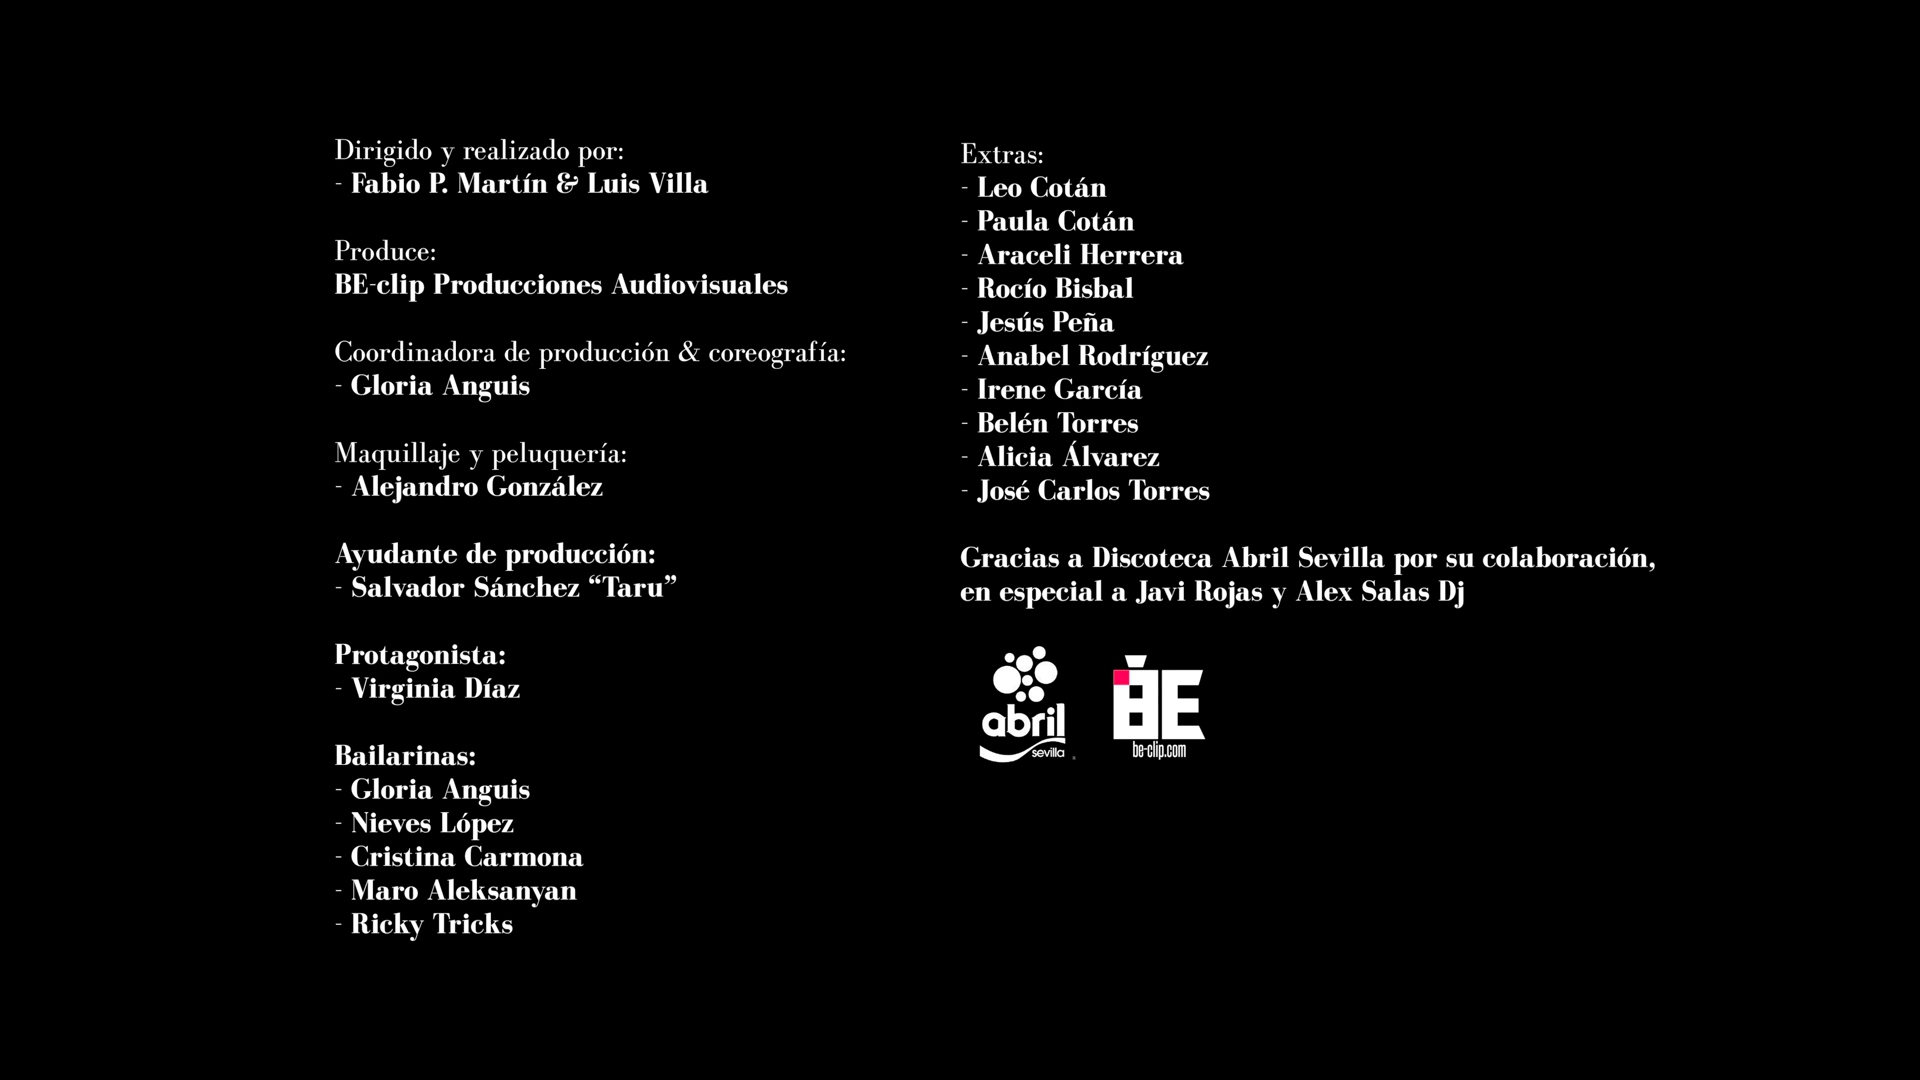 Dirigido y realizado por:
- Fabio P. Martín & Luis Villa
Produce:
BE-clip Producciones Audiovisuales
Coordinadora de producción & coreografía:
- Gloria Anguis
Maquillaje y peluquería:
- Alejandro González
Ayudante de producción:
- Salvador Sánchez “Taru”
Protagonista:
- Virginia Díaz
Bailarinas:
- Gloria Anguis
- Nieves López
- Cristina Carmona
- Maro Aleksanyan
- Ricky Tricks
Extras:
- Leo Cotán
- Paula Cotán
- Araceli Herrera
- Rocío Bisbal
- Jesús Peña
- Anabel Rodríguez
- Irene García
- Belén Torres
- Alicia Álvarez
- José Carlos Torres
Gracias a Discoteca Abril Sevilla por su colaboración,
en especial a Javi Rojas y Alex Salas Dj
abril
sevilla
BE
be-clip.com